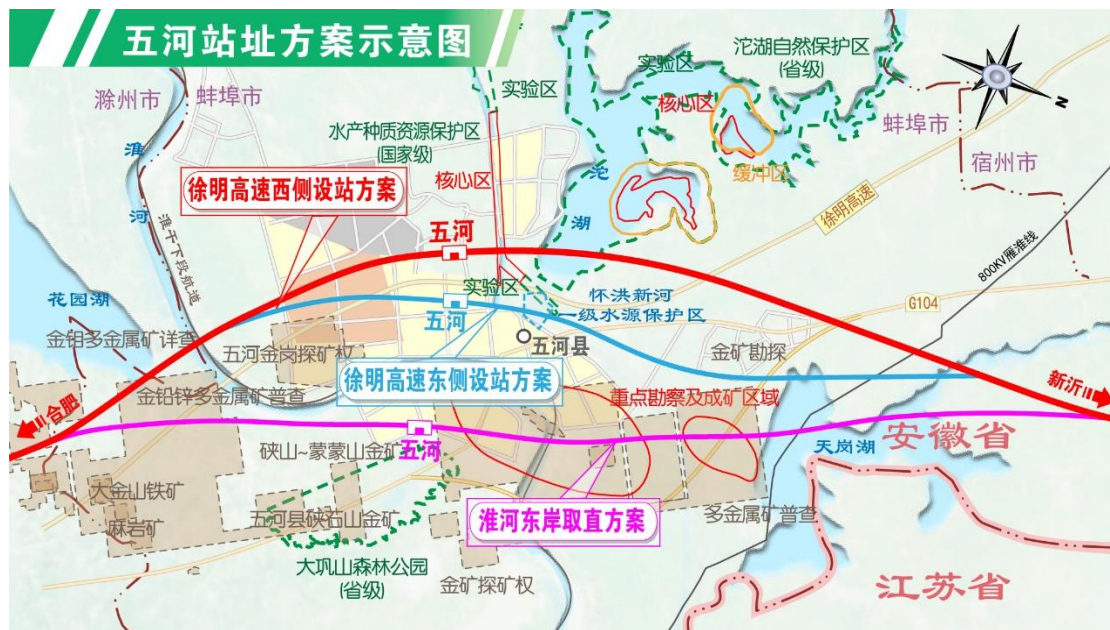 五河站址方案示意图
滁州市
蚌埠市
淮
河
淮干下段航道
实验区
水产种质资源保护区
(国家级)
核心区
实验区
沱湖自然保护区
(省级)
核心区
缓冲区
蚌埠市
宿州市
N
沱
湖
徐明高速
800KV雁淮线
G104
徐明高速西侧设站方案
五河
实验区
怀洪新河
一级水源保护区
五河
五河县
花园湖
金钼多金属矿详查
五河金岗探矿权
徐明高速东侧设站方案
金矿勘探
金铅锌多金属矿普查
重点勘察及成矿区域
合肥
新沂
五河
硖山~蒙蒙山金矿
天岗湖
安徽省
大金山铁矿
麻岩矿
五河县硖石山金矿
淮河东岸取直方案
多金属矿普查
大巩山森林公园
(省级)
金矿探矿权
江苏省